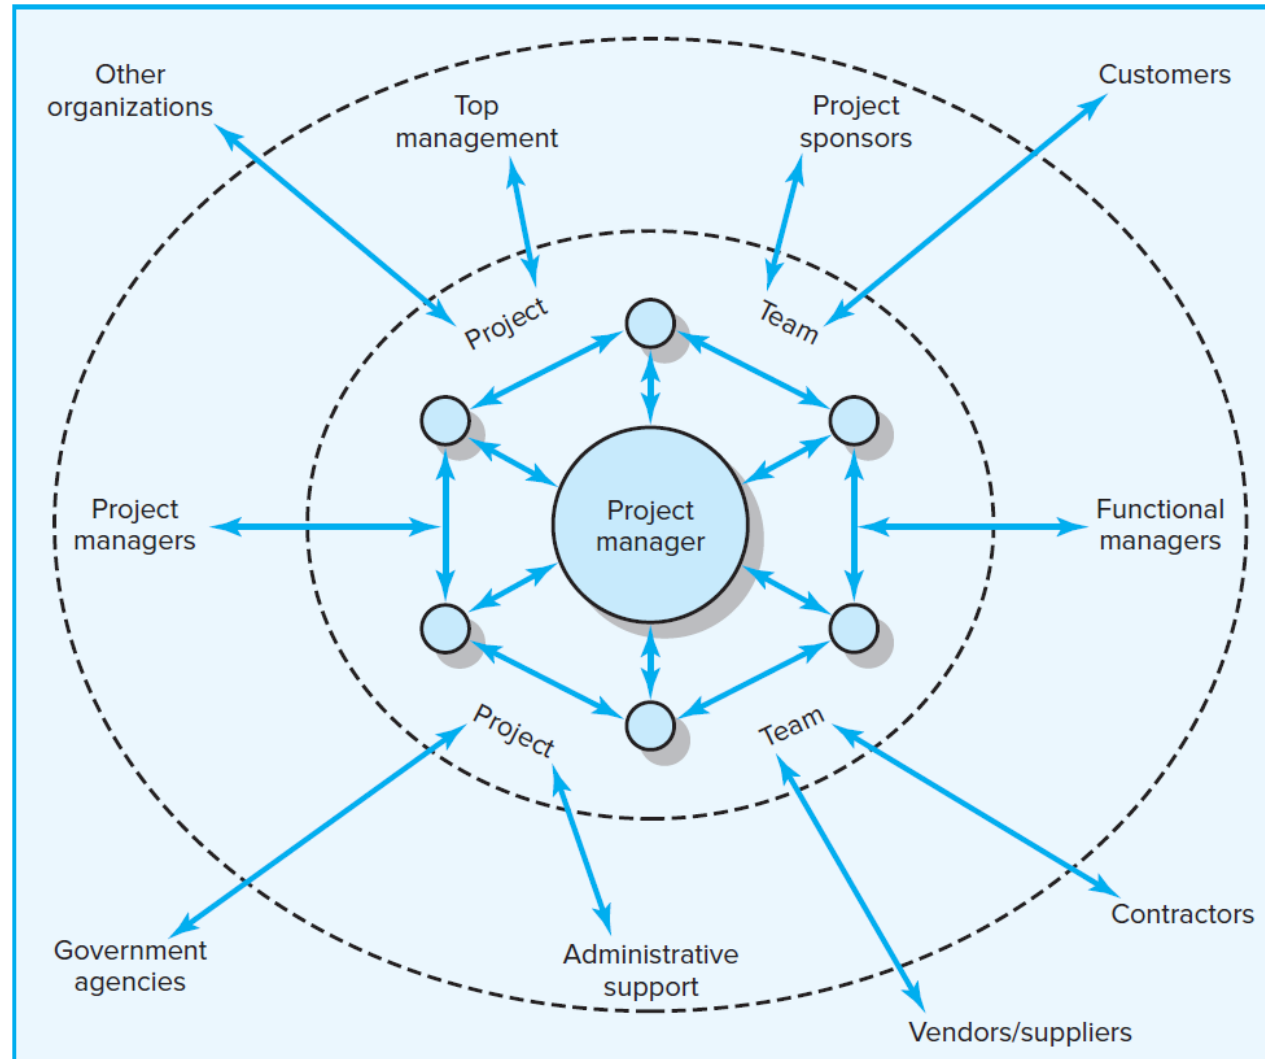 Other
organizations
Top
management
Project
sponsors
Customers
Project
Team
Project
managers
Project
manager
Functional
managers
Project
Team
Government
agencies
Administrative
support
Contractors
Vendors/suppliers